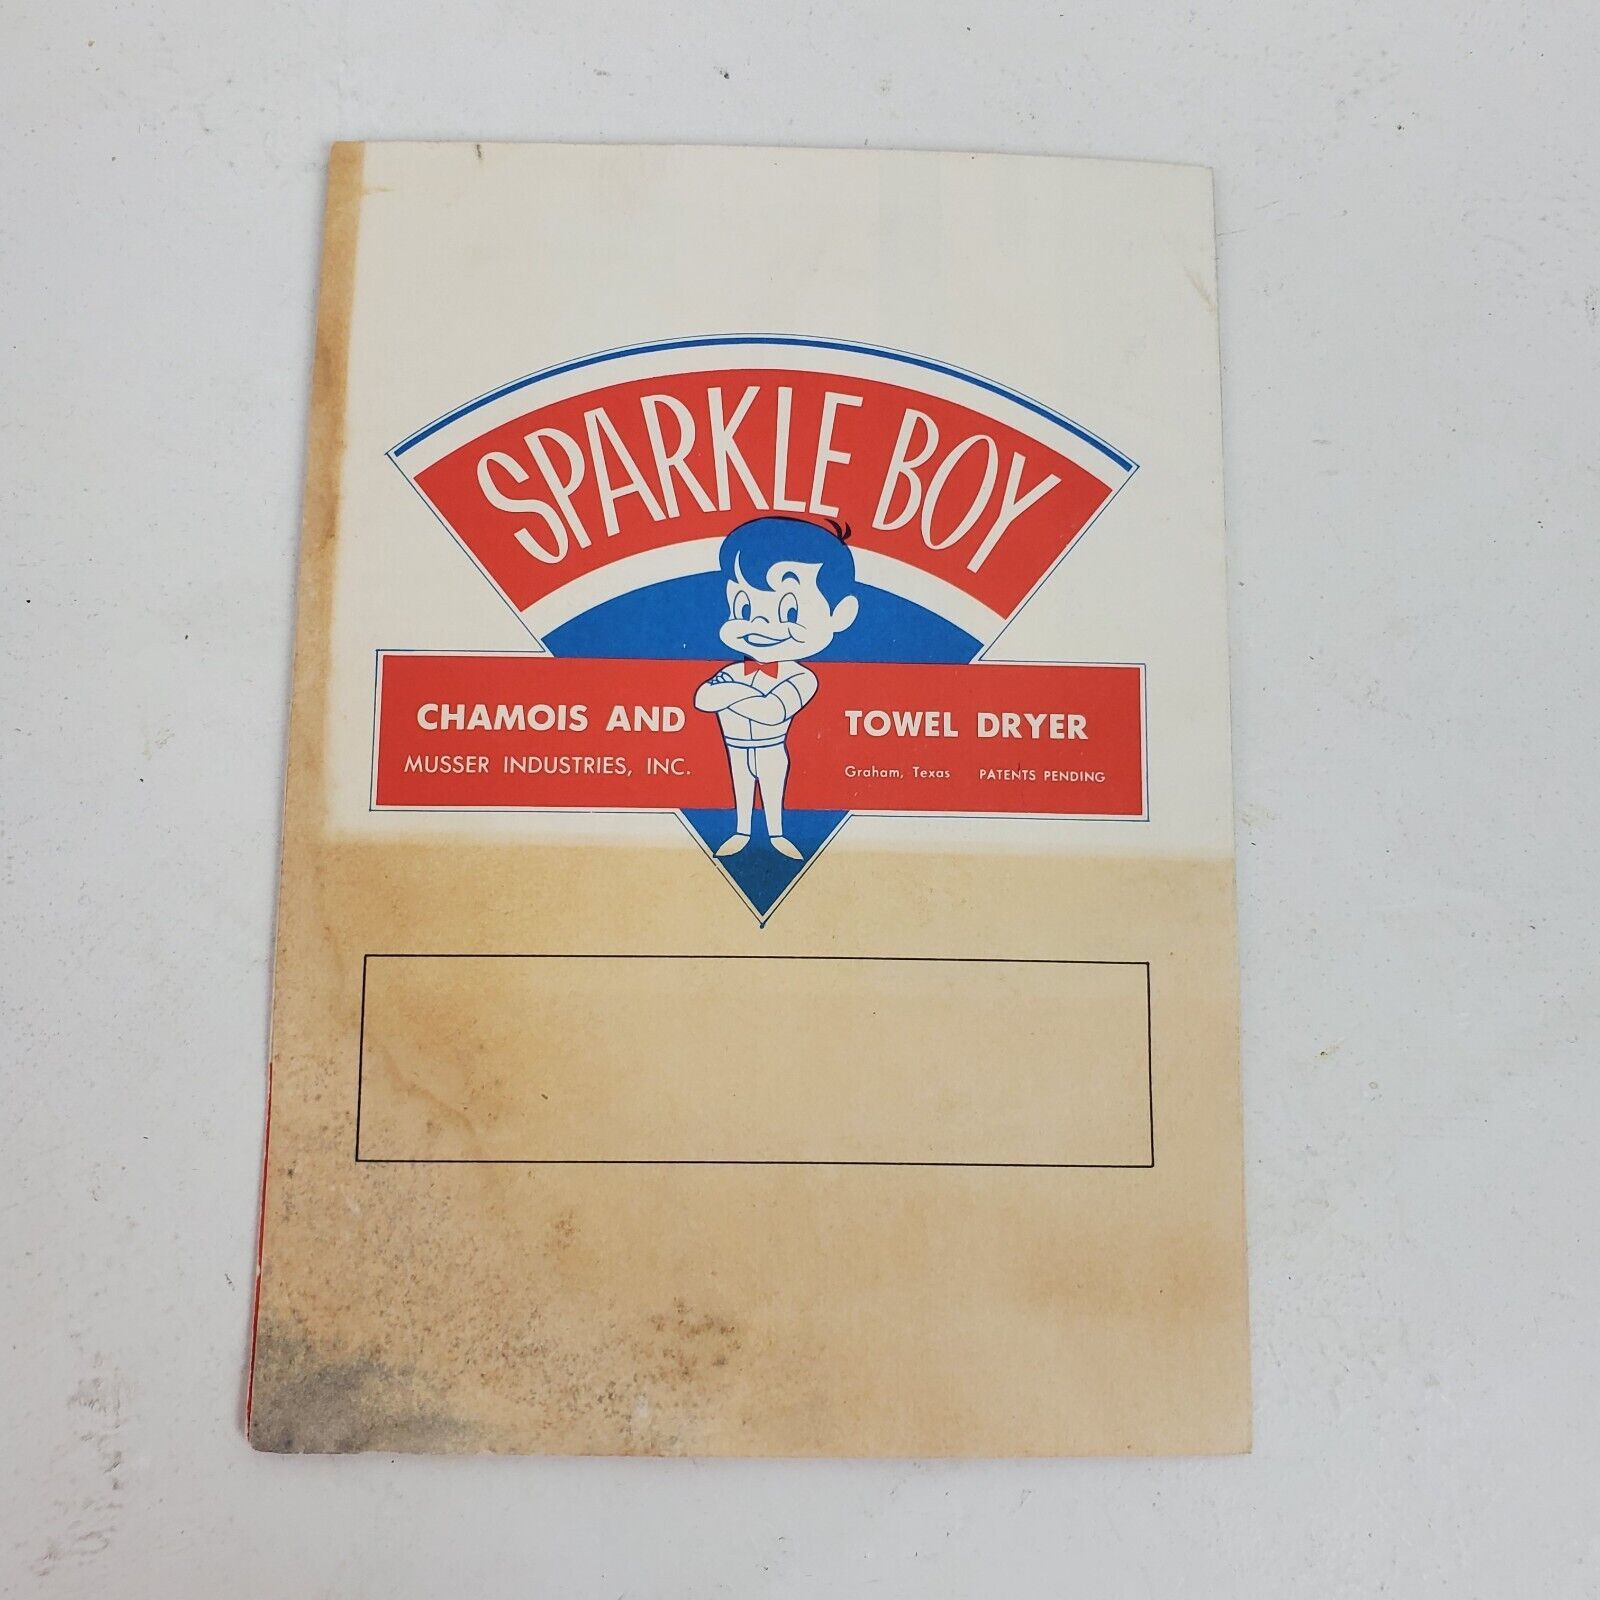 SPARKLE BOY
CHAMOIS AND TOWEL DRYER
MUSSER INDUSTRIES, INC. Graham, Texas PATENTS PENDING